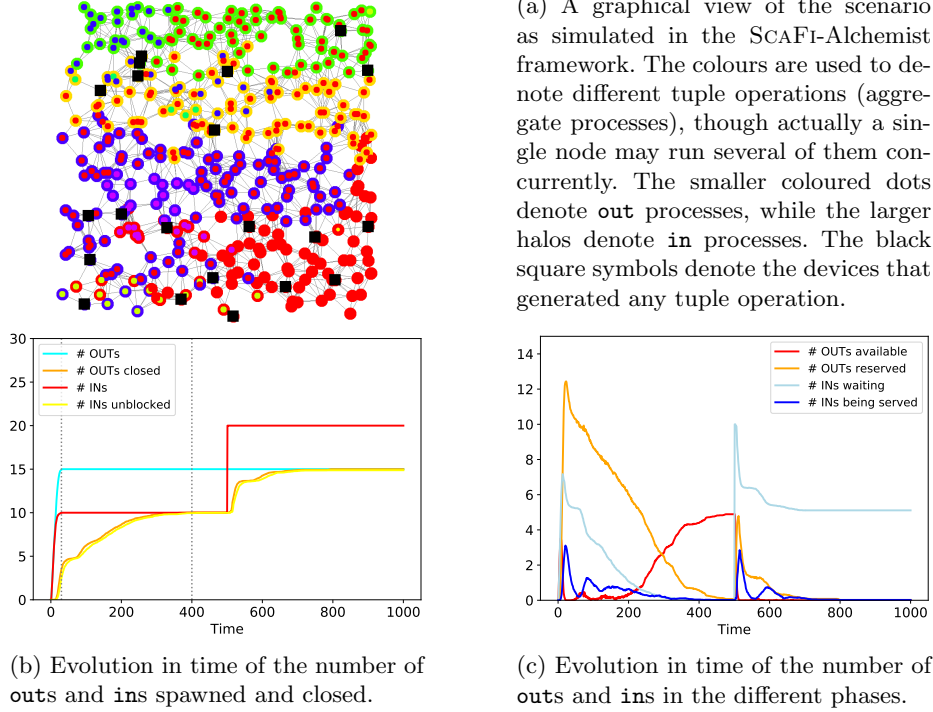 (a) A graphical view of the scenario
as simulated in the SCAFI-Alchemist
framework. The colours are used to de-
note different tuple operations (aggre-
gate processes), though actually a sin-
gle node may run several of them con-
currently. The smaller coloured dots
denote out processes, while the larger
halos denote in processes. The black
square symbols denote the devices that
generated any tuple operation.
30
25
20
15
10
5
0
# OUTs
# OUTs closed
# INs
# INs unblocked
0 200 400 600 800 1000
Time
(b) Evolution in time of the number of
outs and ins spawned and closed.
14
12
10
8
6
4
2
0
# OUTs available
# OUTs reserved
# INs waiting
# INs being served
0 200 400 600 800 1000
Time
(c) Evolution in time of the number of
outs and ins in the different phases.